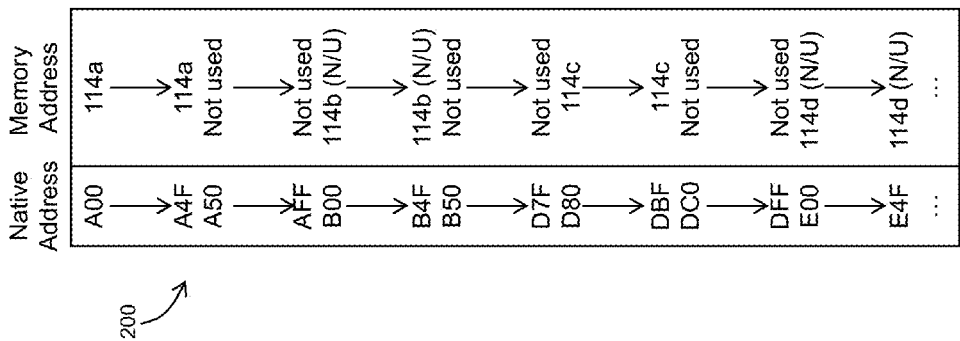 Native Address Memory Address
A00 114a
A4F 114a
A50 Not used
AFF Not used
B00 114b (N/U)
B4F 114b (N/U)
B50 Not used
D7F Not used
D80 114c
DBF 114c
DC0 Not used
DFF Not used
E00 114d (N/U)
E4F 114d (N/U)
... ...
200